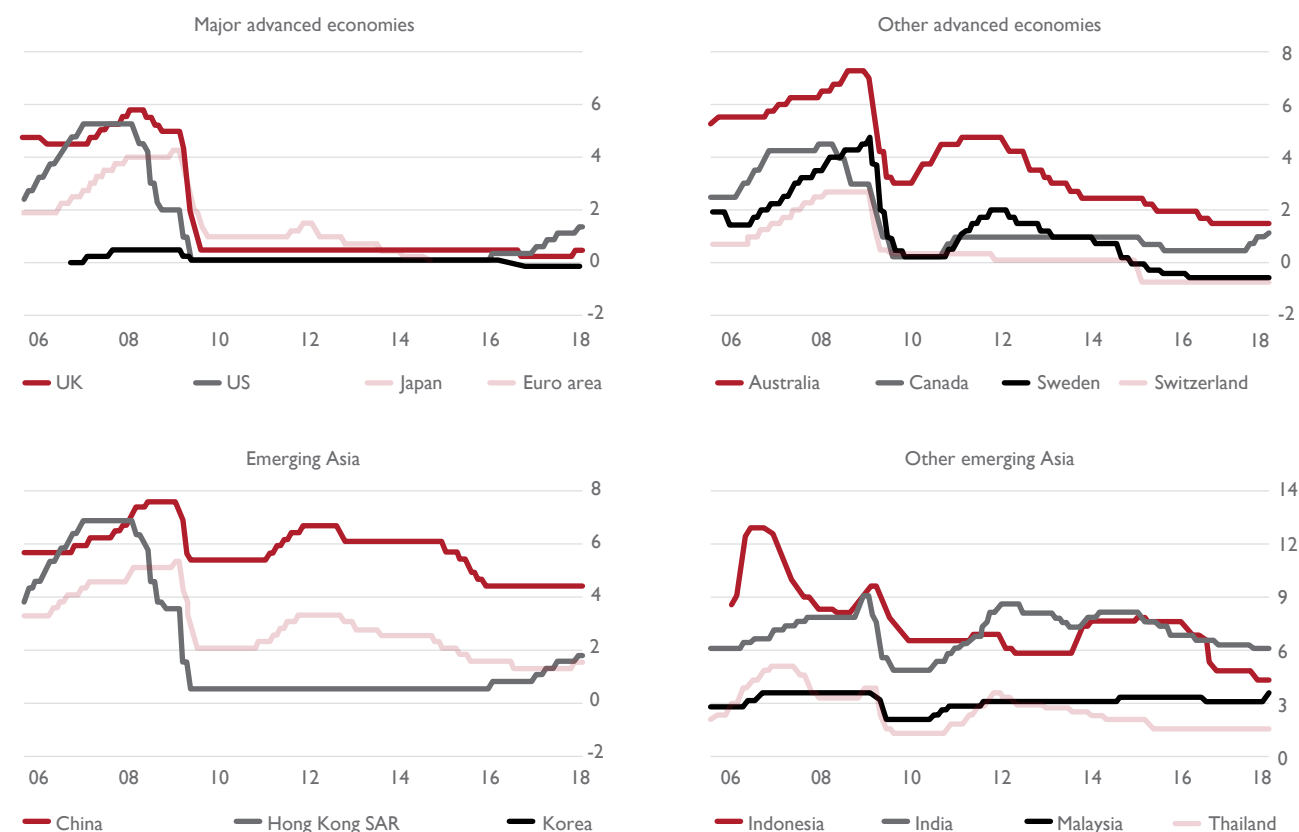 Major advanced economies
6
4
2
0
-2
06 08 10 12 14 16 18
UK US Japan Euro area
Other advanced economies
8
6
4
2
0
-2
06 08 10 12 14 16 18
Australia Canada Sweden Switzerland
Emerging Asia
8
6
4
2
0
-2
06 08 10 12 14 16 18
China Hong Kong SAR Korea
Other emerging Asia
14
12
9
6
3
0
06 08 10 12 14 16 18
Indonesia India Malaysia Thailand